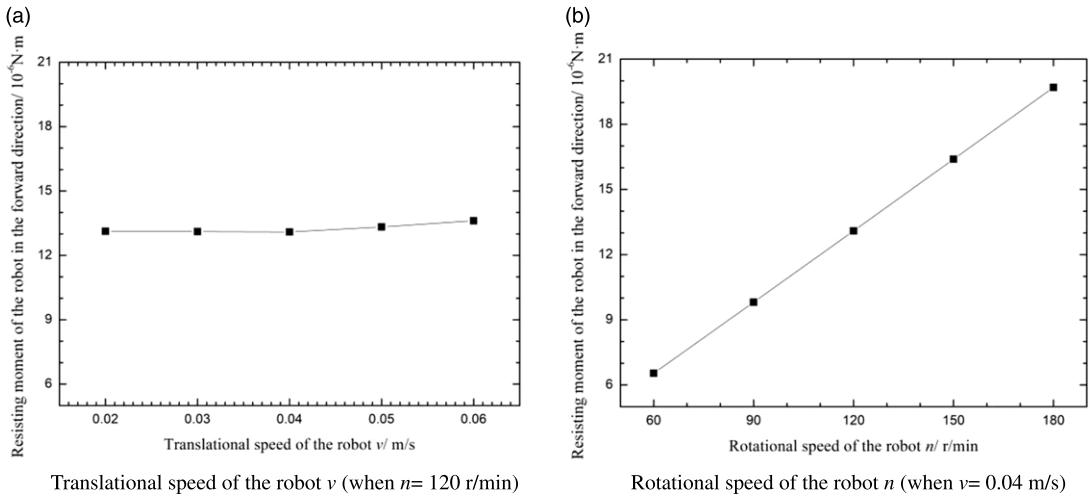 (a)
Resisting moment of the robot in the forward direction/ 10⁻⁶N·m
21
18
15
12
9
6
0.02 0.03 0.04 0.05 0.06
Translational speed of the robot v/ m/s
Translational speed of the robot v (when n= 120 r/min)
(b)
Resisting moment of the robot in the forward direction/ 10⁻⁶N·m
21
18
15
12
9
6
60 90 120 150 180
Rotational speed of the robot n/ r/min
Rotational speed of the robot n (when v= 0.04 m/s)